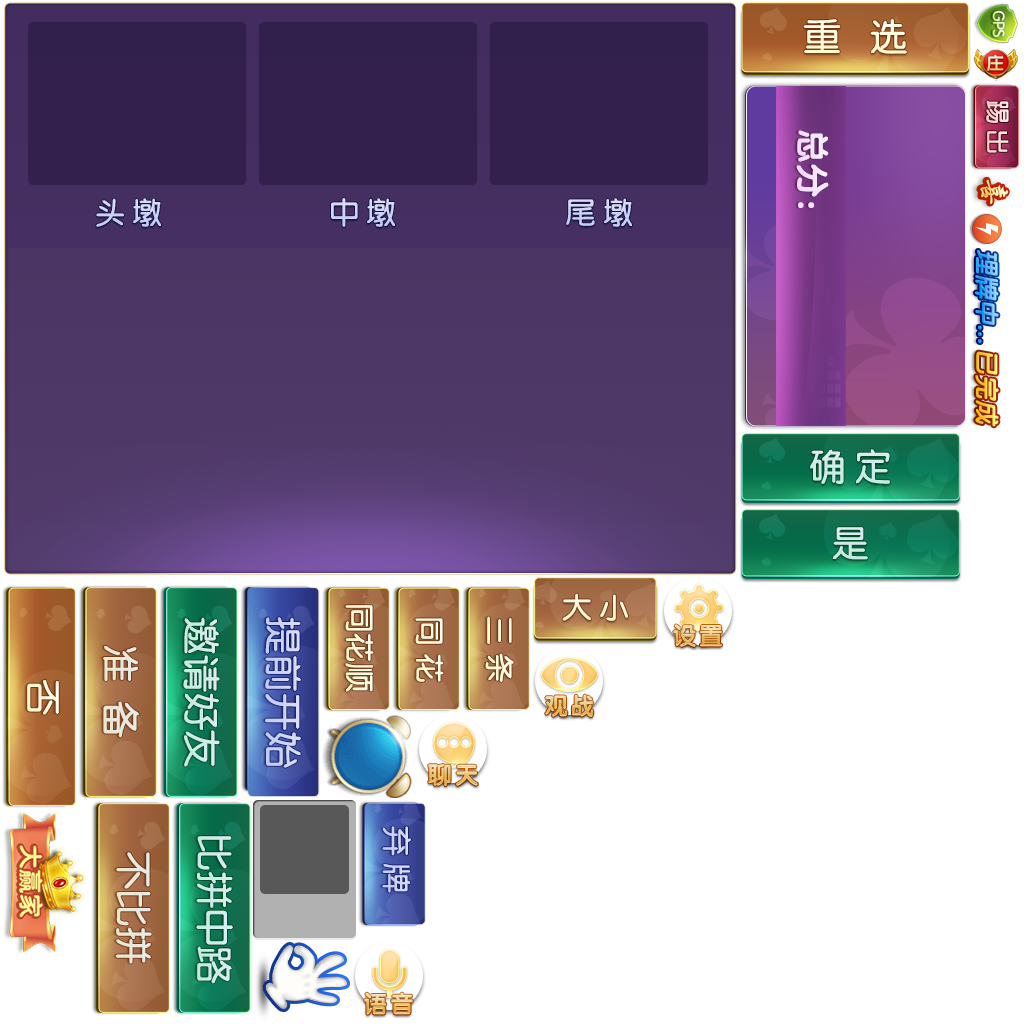 重选
GPS
庄
踢出
总分:
喜
理牌中...
已完成
头墩
中墩
尾墩
确定
是
否
准备
邀请好友
提前开始
同花顺
同花
三条
大小
设置
观战
聊天
大赢家
不比拼
比拼中路
弃牌
语音